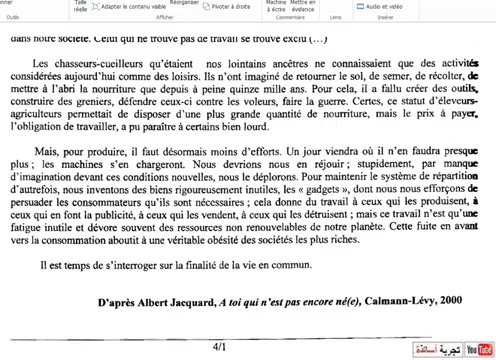 onner
Taille réelle
Adapter le contenu visible
Réorganiser
Pivoter à droite
Machine à écrire
Mettre en évidence
Audio et vidéo
Outils
Afficher
Commentaire
Liens
Insérer
dans notre société. Celui qui ne trouve pas de travail se trouve exclu (…)
Les chasseurs-cueilleurs qu'étaient nos lointains ancêtres ne connaissaient que des activités
considérées aujourd'hui comme des loisirs. Ils n'ont imaginé de retourner le sol, de semer, de récolter, de
mettre à l'abri la nourriture que depuis à peine quinze mille ans. Pour cela, il a fallu créer des outils,
construire des greniers, défendre ceux-ci contre les voleurs, faire la guerre. Certes, ce statut d'éleveurs-
agriculteurs permettait de disposer d'une plus grande quantité de nourriture, mais le prix à payer,
l'obligation de travailler, a pu paraître à certains bien lourd.
Mais, pour produire, il faut désormais moins d'efforts. Un jour viendra où il n'en faudra presque
plus ; les machines s'en chargeront. Nous devrions nous en réjouir ; stupidement, par manque
d'imagination devant ces conditions nouvelles, nous le déplorons. Pour maintenir le système de répartition
d'autrefois, nous inventons des biens rigoureusement inutiles, les « gadgets », dont nous nous efforçons de
persuader les consommateurs qu'ils sont nécessaires ; cela donne du travail à ceux qui les produisent, à
ceux qui en font la publicité, à ceux qui les vendent, à ceux qui les détruisent ; mais ce travail n'est qu'une
fatigue inutile et dévore souvent des ressources non renouvelables de notre planète. Cette fuite en avant
vers la consommation aboutit à une véritable obésité des sociétés les plus riches.
Il est temps de s'interroger sur la finalité de la vie en commun.
D'après Albert Jacquard, A toi qui n'est pas encore né(e), Calmann-Lévy, 2000
4/1
تجربة أساتذة
YouTube